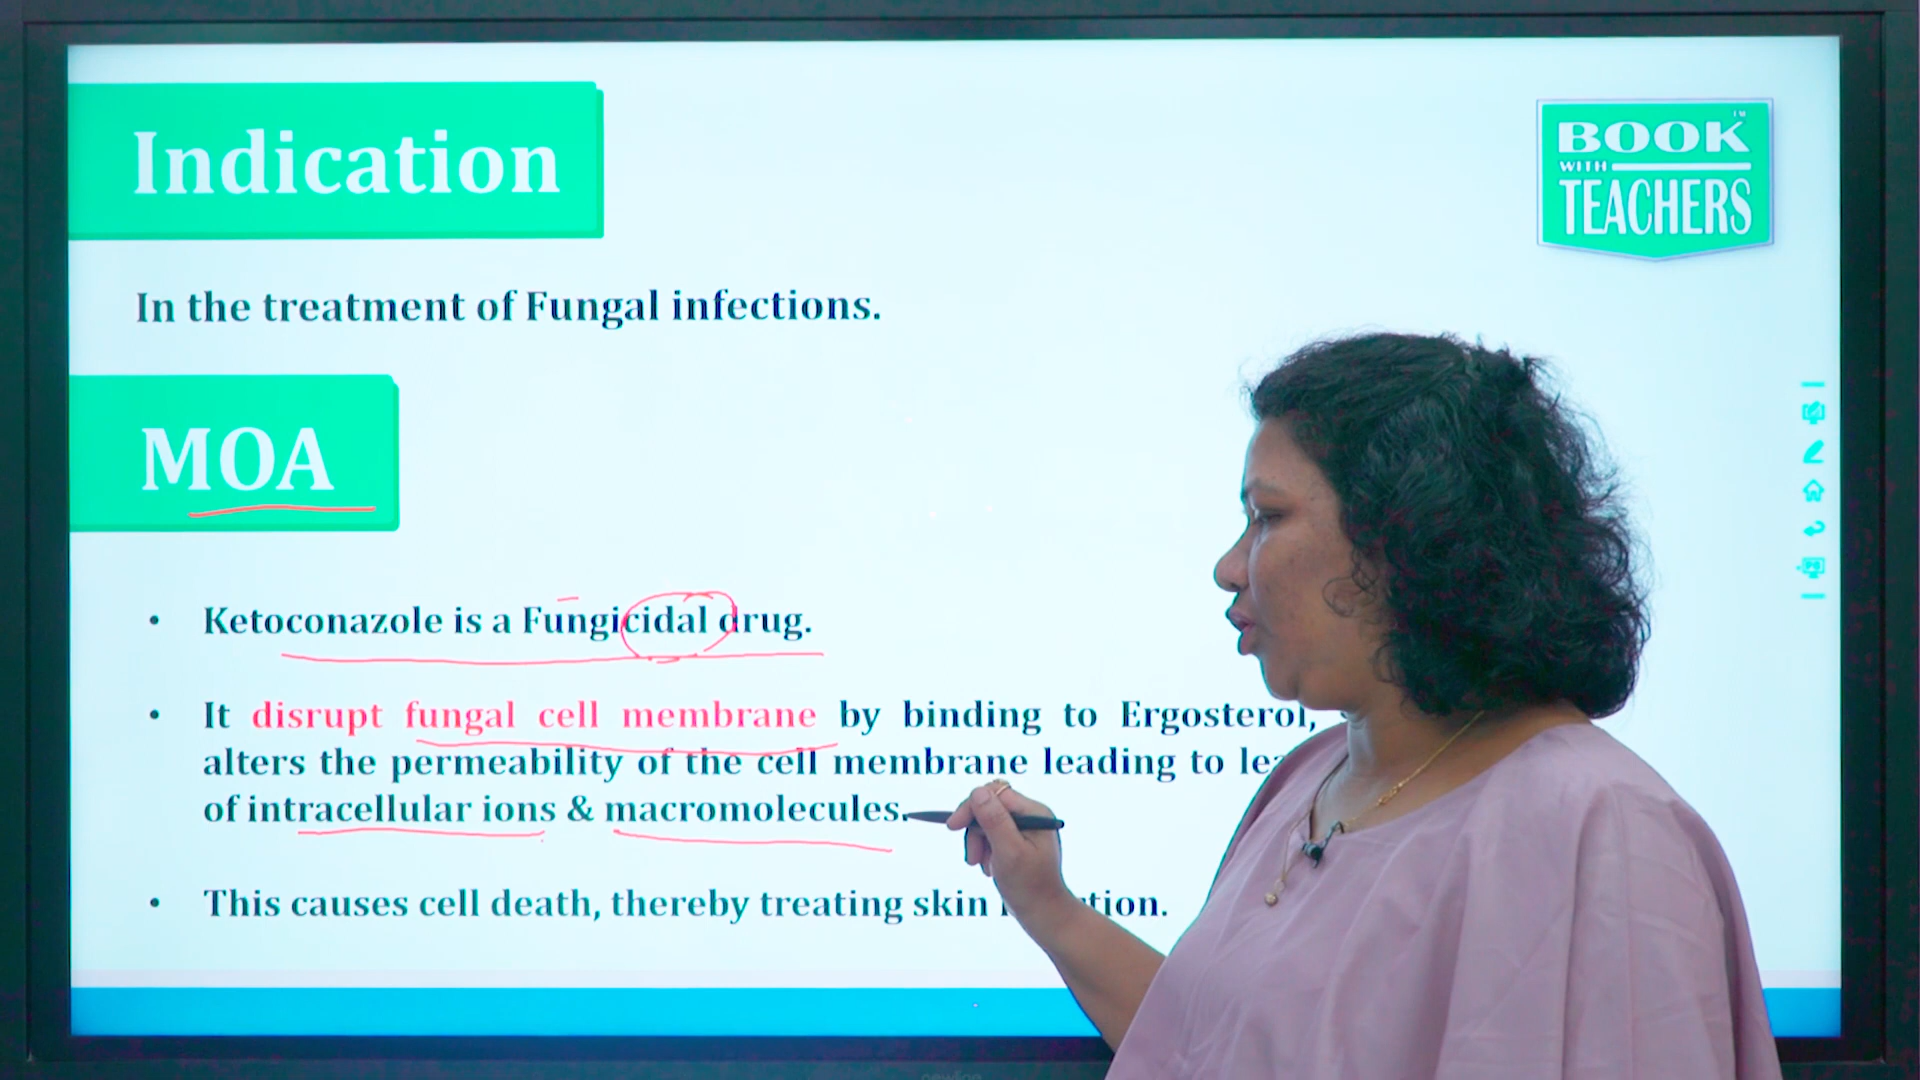 Indication
BOOK
TM
WITH
TEACHERS
In the treatment of Fungal infections.
MOA
• Ketoconazole is a Fungicidal drug.
• It disrupt fungal cell membrane by binding to Ergosterol,
alters the permeability of the cell membrane leading to
of intracellular ions & macromolecules.
• This causes cell death, thereby treating skin